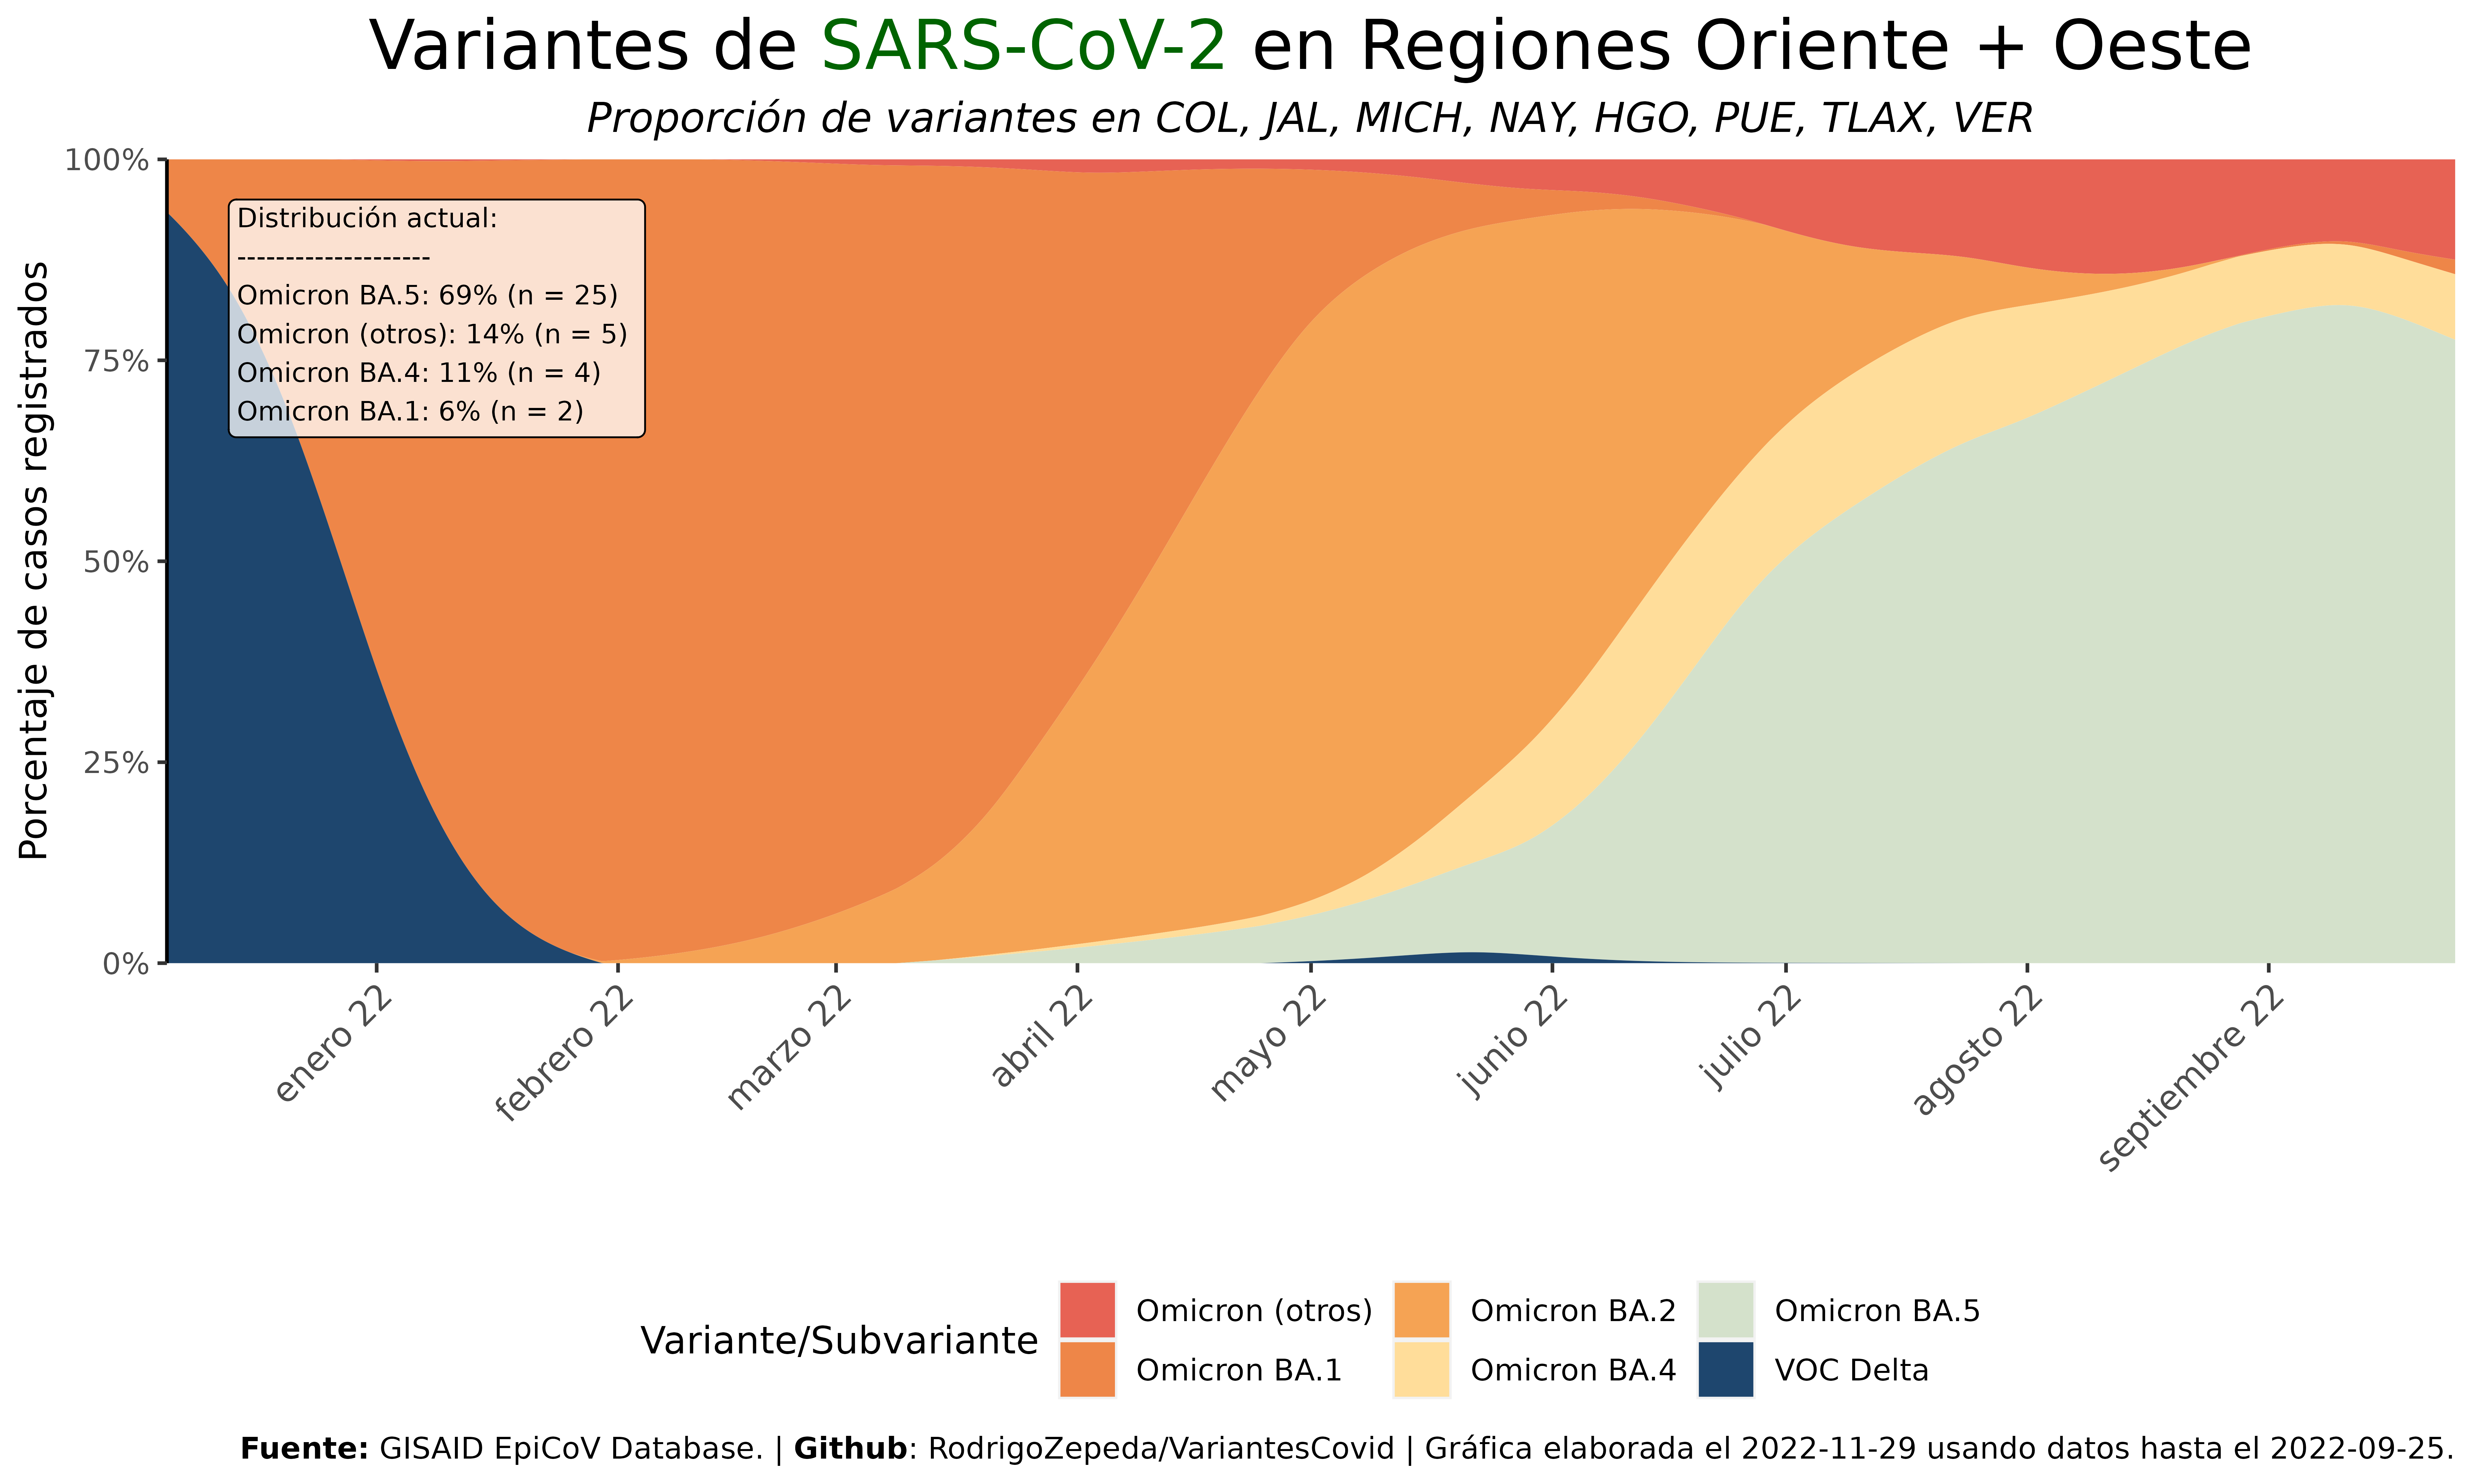 Variantes de SARS-CoV-2 en Regiones Oriente + Oeste
Proporción de variantes en COL, JAL, MICH, NAY, HGO, PUE, TLAX, VER
Porcentaje de casos registrados
100%
75%
50%
25%
0%
Distribución actual:
--------------------
Omicron BA.5: 69% (n = 25)
Omicron (otros): 14% (n = 5)
Omicron BA.4: 11% (n = 4)
Omicron BA.1: 6% (n = 2)
enero 22
febrero 22
marzo 22
abril 22
mayo 22
junio 22
julio 22
agosto 22
septiembre 22
Variante/Subvariante
Omicron (otros)
Omicron BA.1
Omicron BA.2
Omicron BA.4
Omicron BA.5
VOC Delta
Fuente: GISAID EpiCoV Database. | Github: RodrigoZepeda/VariantesCovid | Gráfica elaborada el 2022-11-29 usando datos hasta el 2022-09-25.